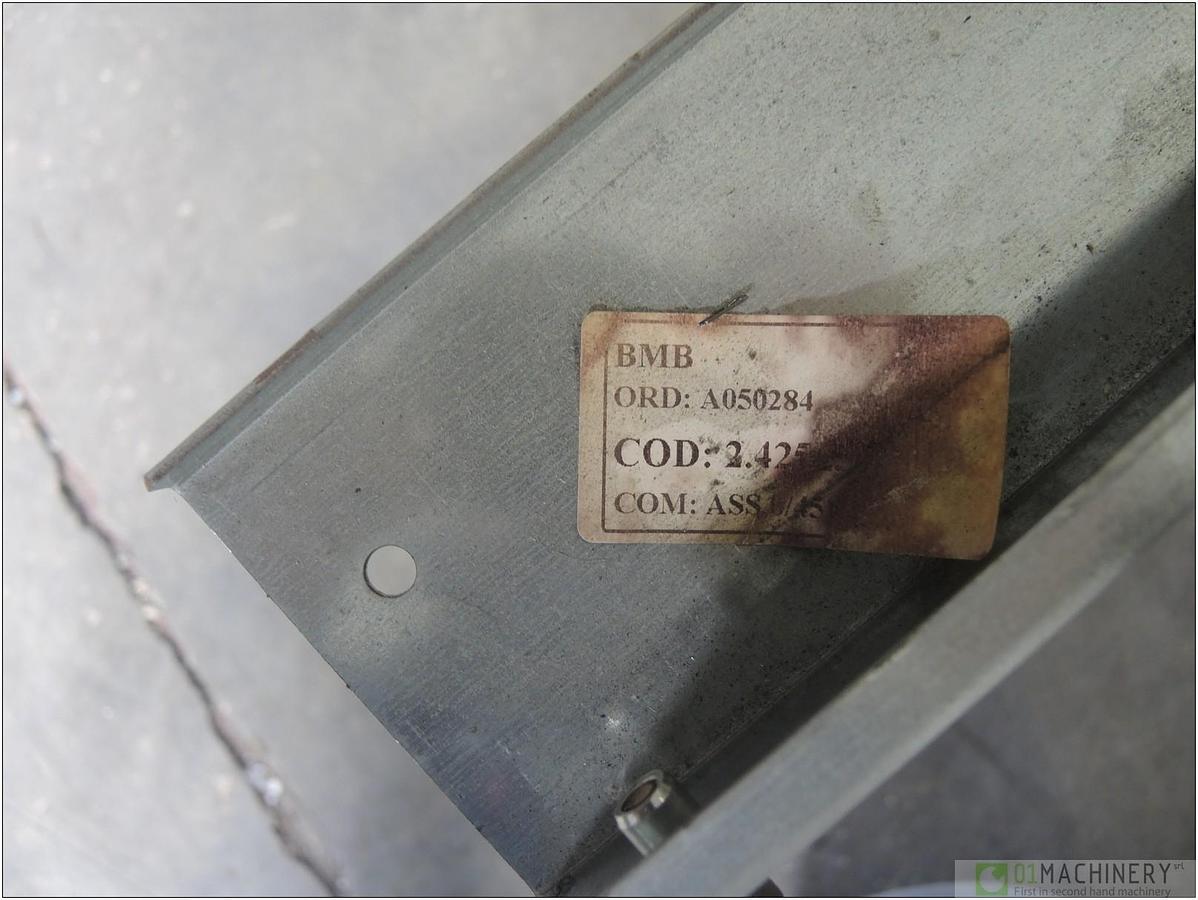 BMB
ORD: A050284
COD: 2.425
COM: ASS
01MACHINERY srl
First in second hand machinery